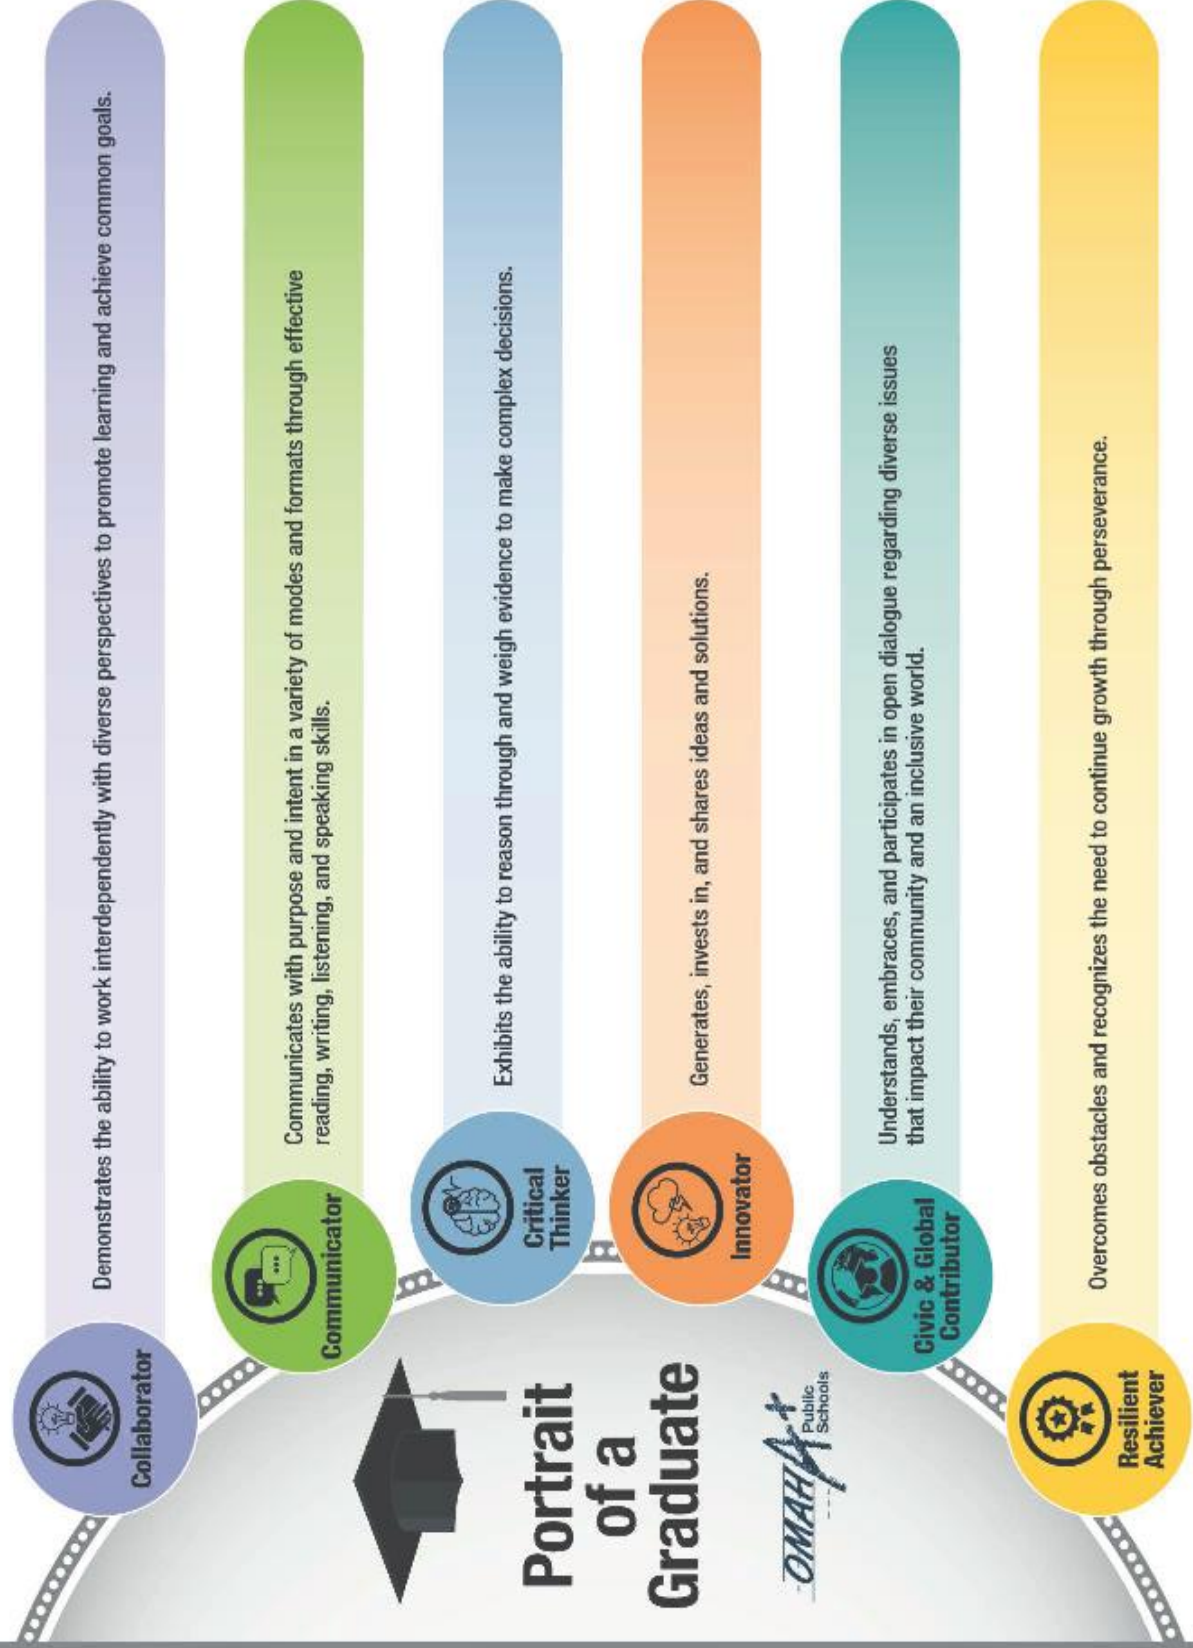 Portrait
of a
Graduate
OMAHA
Public
Schools
Collaborator
Demonstrates the ability to work interdependently with diverse perspectives to promote learning and achieve common goals.
Communicator
Communicates with purpose and intent in a variety of modes and formats through effective
reading, writing, listening, and speaking skills.
Critical
Thinker
Exhibits the ability to reason through and weigh evidence to make complex decisions.
Innovator
Generates, invests in, and shares ideas and solutions.
Civic & Global
Contributor
Understands, embraces, and participates in open dialogue regarding diverse issues
that impact their community and an inclusive world.
Resilient
Achiever
Overcomes obstacles and recognizes the need to continue growth through perseverance.